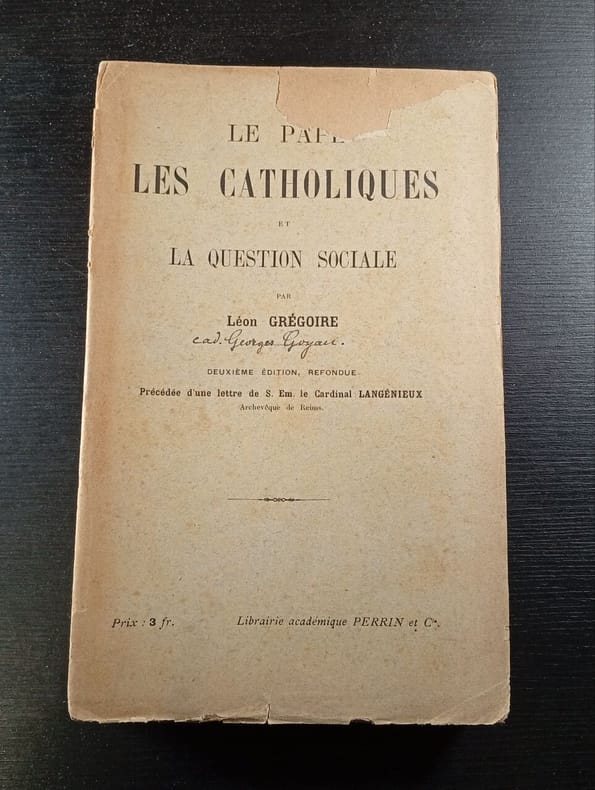 LE PAPE
LES CATHOLIQUES
ET
LA QUESTION SOCIALE
PAR
Léon GRÉGOIRE
cad. Georges Goyau.
DEUXIÈME ÉDITION, REFONDUE
Précédée d'une lettre de S. Em. le Cardinal LANGÉNIEUX
Archevêque de Reims.
Prix : 3 fr.
Librairie académique PERRIN et Cie.